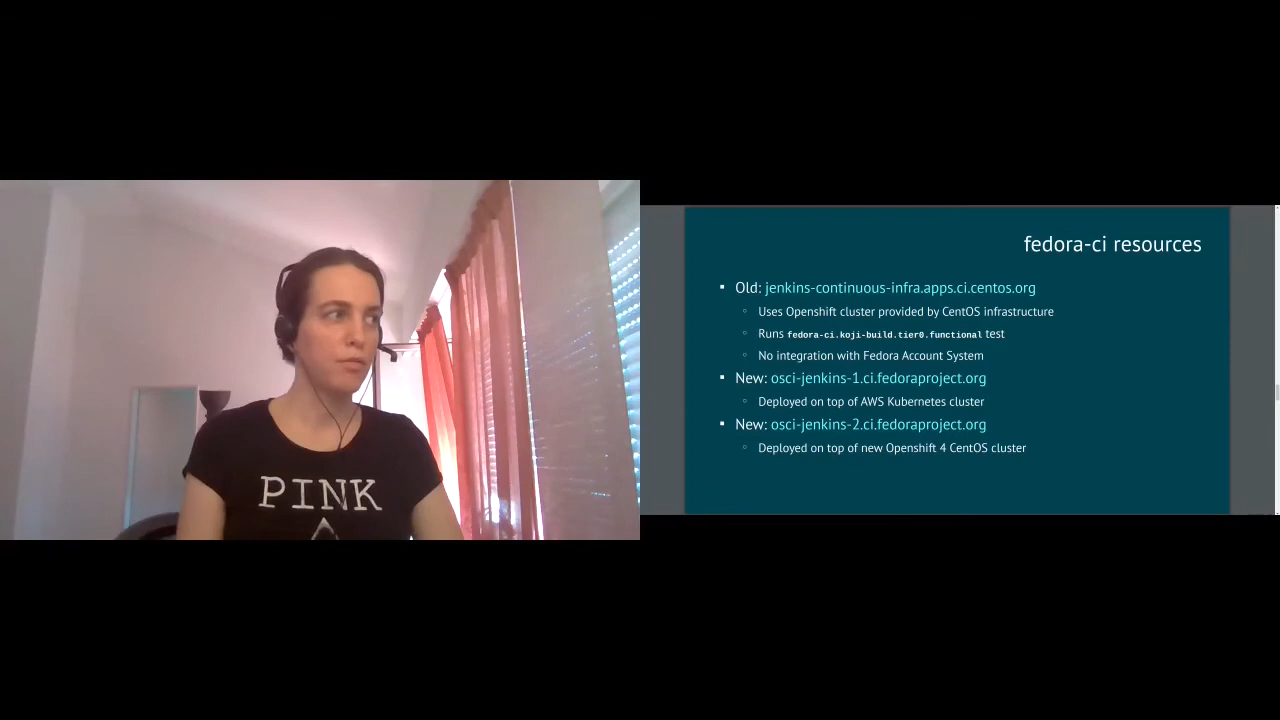 PINK
fedora-ci resources
Old: jenkins-continuous-infra.apps.ci.centos.org
Uses Openshift cluster provided by CentOS infrastructure
Runs fedora-ci.koji-build.tier0.functional test
No integration with Fedora Account System
New: osci-jenkins-1.ci.fedoraproject.org
Deployed on top of AWS Kubernetes cluster
New: osci-jenkins-2.ci.fedoraproject.org
Deployed on top of new Openshift 4 CentOS cluster